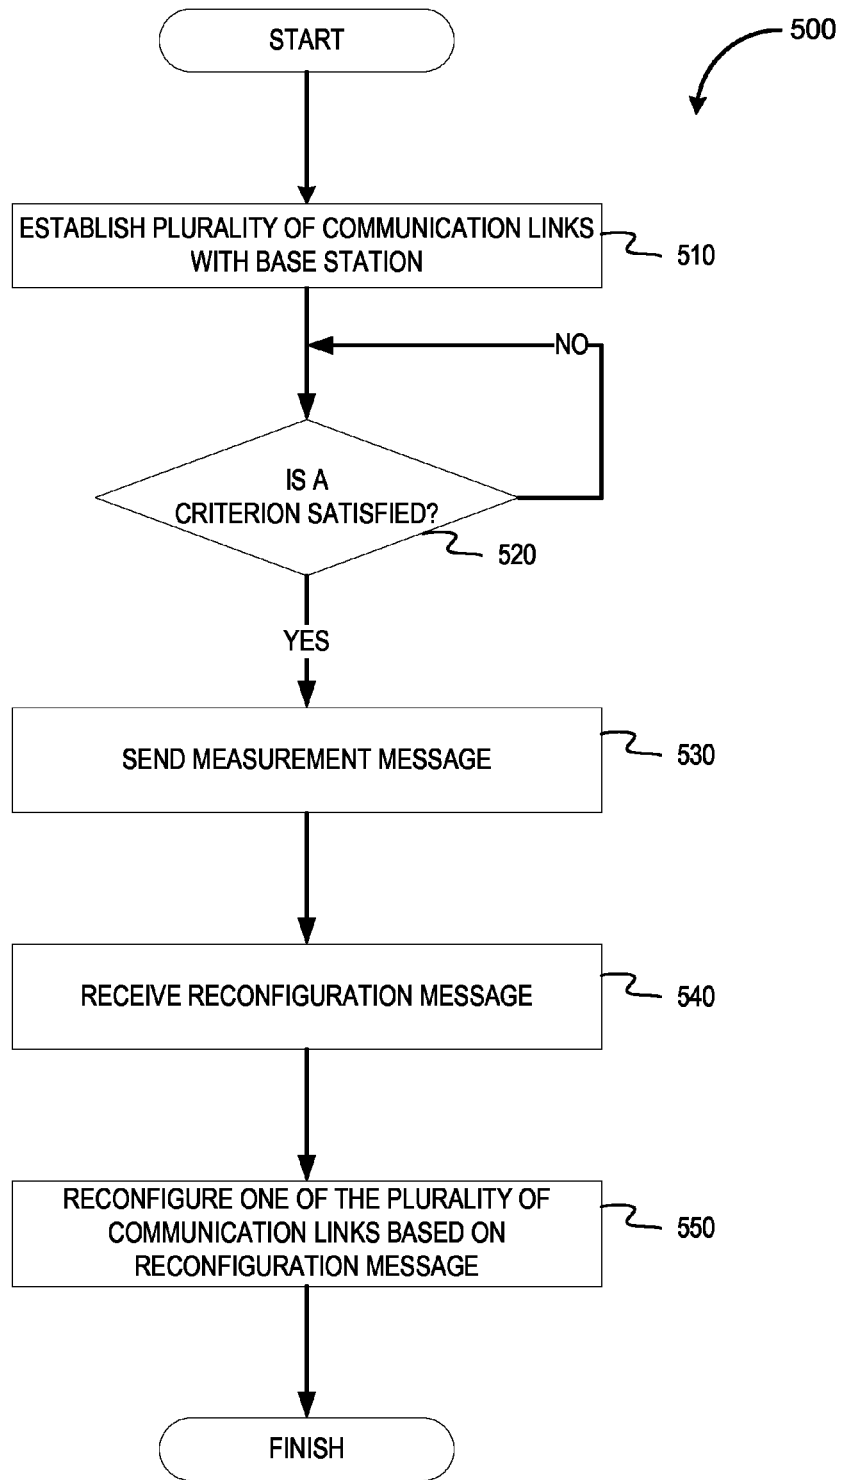 START
500
ESTABLISH PLURALITY OF COMMUNICATION LINKS
WITH BASE STATION
510
NO
IS A
CRITERION SATISFIED?
520
YES
SEND MEASUREMENT MESSAGE
530
RECEIVE RECONFIGURATION MESSAGE
540
RECONFIGURE ONE OF THE PLURALITY OF
COMMUNICATION LINKS BASED ON
RECONFIGURATION MESSAGE
550
FINISH